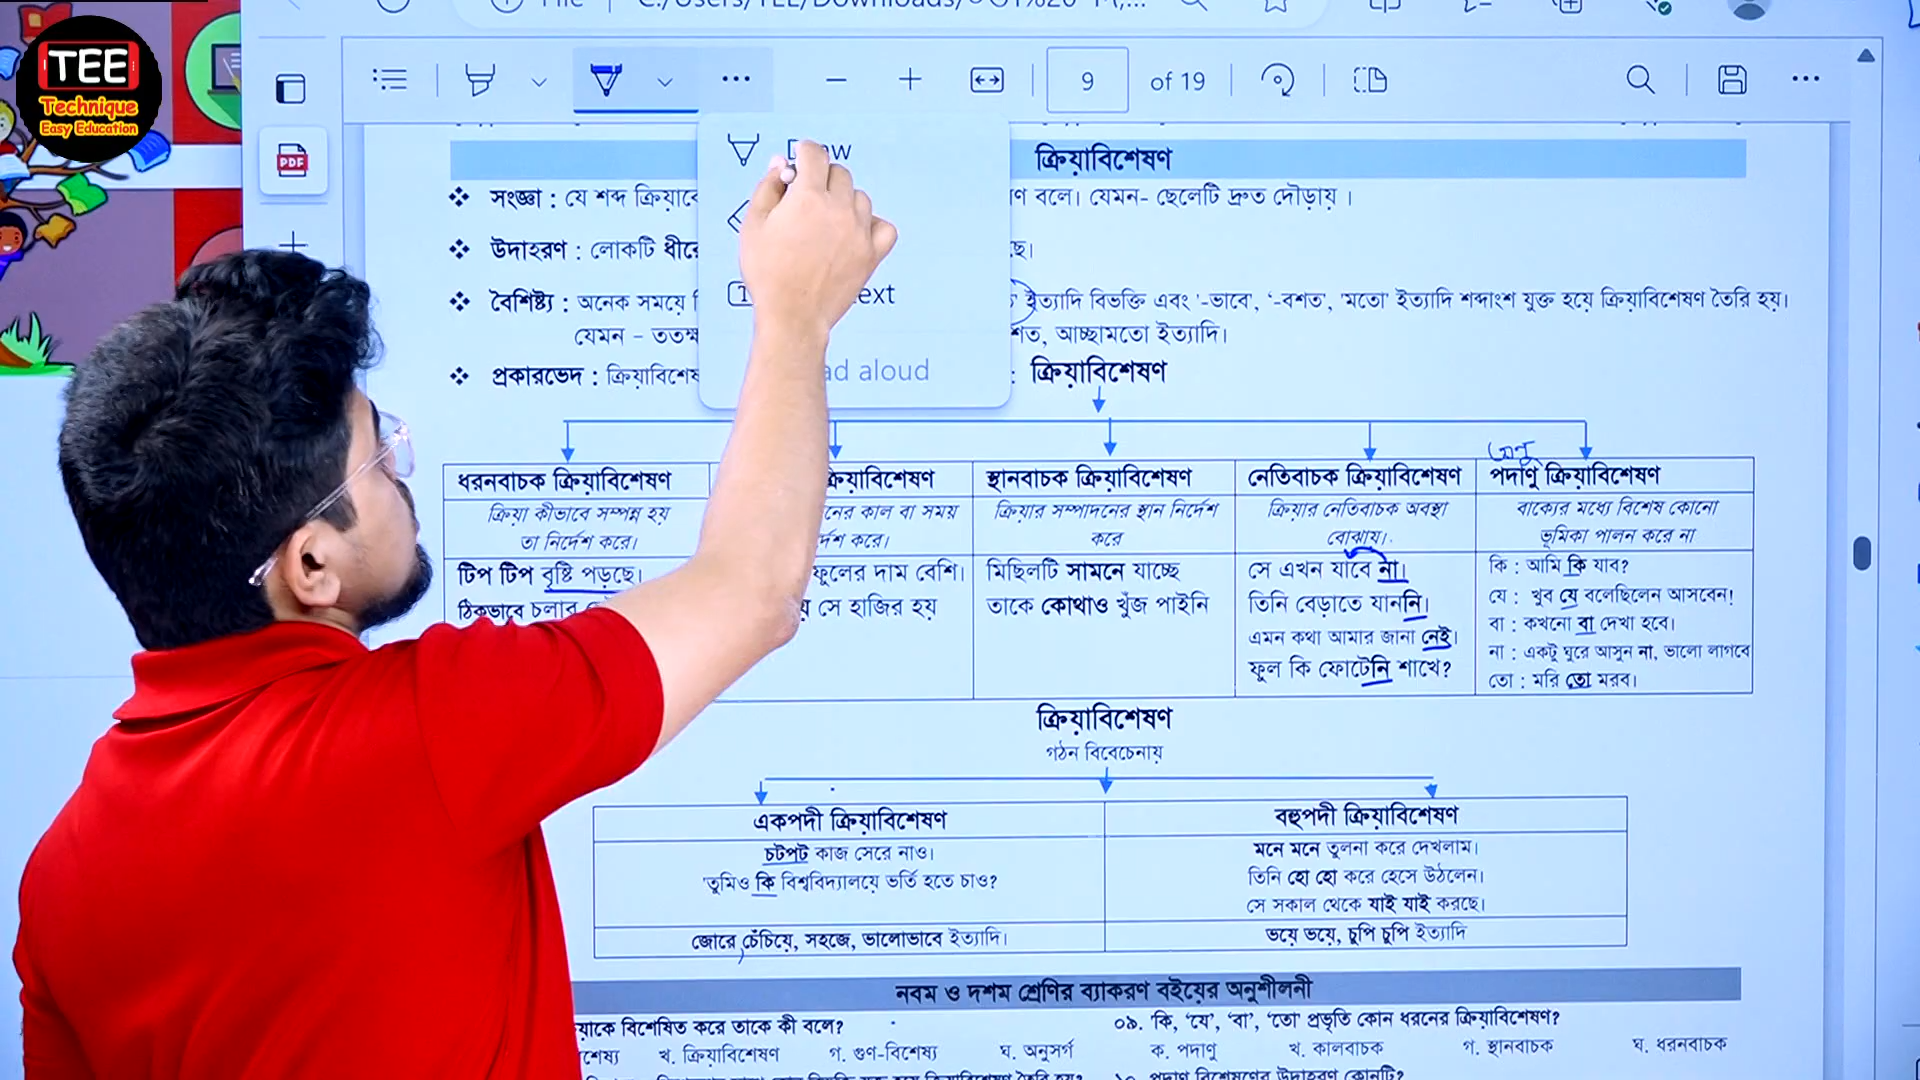 TEE
Technique
Easy Education
9 of 19
PDF
text
aloud
ক্রিয়াবিশেষণ
সংজ্ঞা : যে শব্দ বলে। যেমন- ছেলেটি দ্রুত দৌড়ায় ।
উদাহরণ : লোকটি
বৈশিষ্ট্য : অনেক সময়ে ইত্যাদি বিভক্তি এবং '-ভাবে', '-বশত', 'মতো' ইত্যাদি শব্দাংশ যুক্ত হয়ে ক্রিয়াবিশেষণ তৈরি হয়।
যেমন – আচ্ছামতো ইত্যাদি।
প্রকারভেদ : ক্রিয়াবিশেষণ
ধরনবাচক ক্রিয়াবিশেষণ
ক্রিয়া কীভাবে সম্পন্ন হয়
তা নির্দেশ করে।
টিপ টিপ বৃষ্টি পড়ছে।
ঠিকভাবে
ক্রিয়াবিশেষণ
কাল বা সময়
করে।
ফুলের দাম বেশি।
সে হাজির হয়
স্থানবাচক ক্রিয়াবিশেষণ
ক্রিয়ার সম্পাদনের স্থান নির্দেশ
করে
মিছিলটি সামনে যাচ্ছে
তাকে কোথাও খুঁজ পাইনি
নেতিবাচক ক্রিয়াবিশেষণ
ক্রিয়ার নেতিবাচক অবস্থা
বোঝায়।
সে এখন যাবে না।
তিনি বেড়াতে যাননি।
এমন কথা আমার জানা নেই।
ফুল কি ফোটেনি শাখে?
পদাণু ক্রিয়াবিশেষণ
বাক্যের মধ্যে বিশেষ কোনো
ভূমিকা পালন করে না
কি : আমি কি যাব?
যে : খুব যে বলেছিলেন আসবেন!
বা : কখনো বা দেখা হবে।
না : একটু ঘুরে আসুন না, ভালো লাগবে
তো : মরি তো মরব।
ক্রিয়াবিশেষণ
গঠন বিবেচেনায়
একপদী ক্রিয়াবিশেষণ
চটপট কাজ সেরে নাও।
'তুমিও কি বিশ্ববিদ্যালয়ে ভর্তি হতে চাও?
জোরে, চেঁচিয়ে, সহজে, ভালোভাবে ইত্যাদি।
বহুপদী ক্রিয়াবিশেষণ
মনে মনে তুলনা করে দেখলাম।
তিনি হো হো করে হেসে উঠলেন।
সে সকাল থেকে যাই যাই করছে।
ভয়ে ভয়ে, চুপি চুপি ইত্যাদি
নবম ও দশম শ্রেণির ব্যাকরণ বইয়ের অনুশীলনী
বিশেষিত করে তাকে কী বলে?
খ. ক্রিয়াবিশেষণ গ. গুণ-বিশেষ্য ঘ. অনুসর্গ
০৯. 'কি, 'যে', 'বা', 'তো' প্রভৃতি কোন ধরনের ক্রিয়াবিশেষণ?
ক. পদাণু খ. কালবাচক গ. স্থানবাচক ঘ. ধরনবাচক